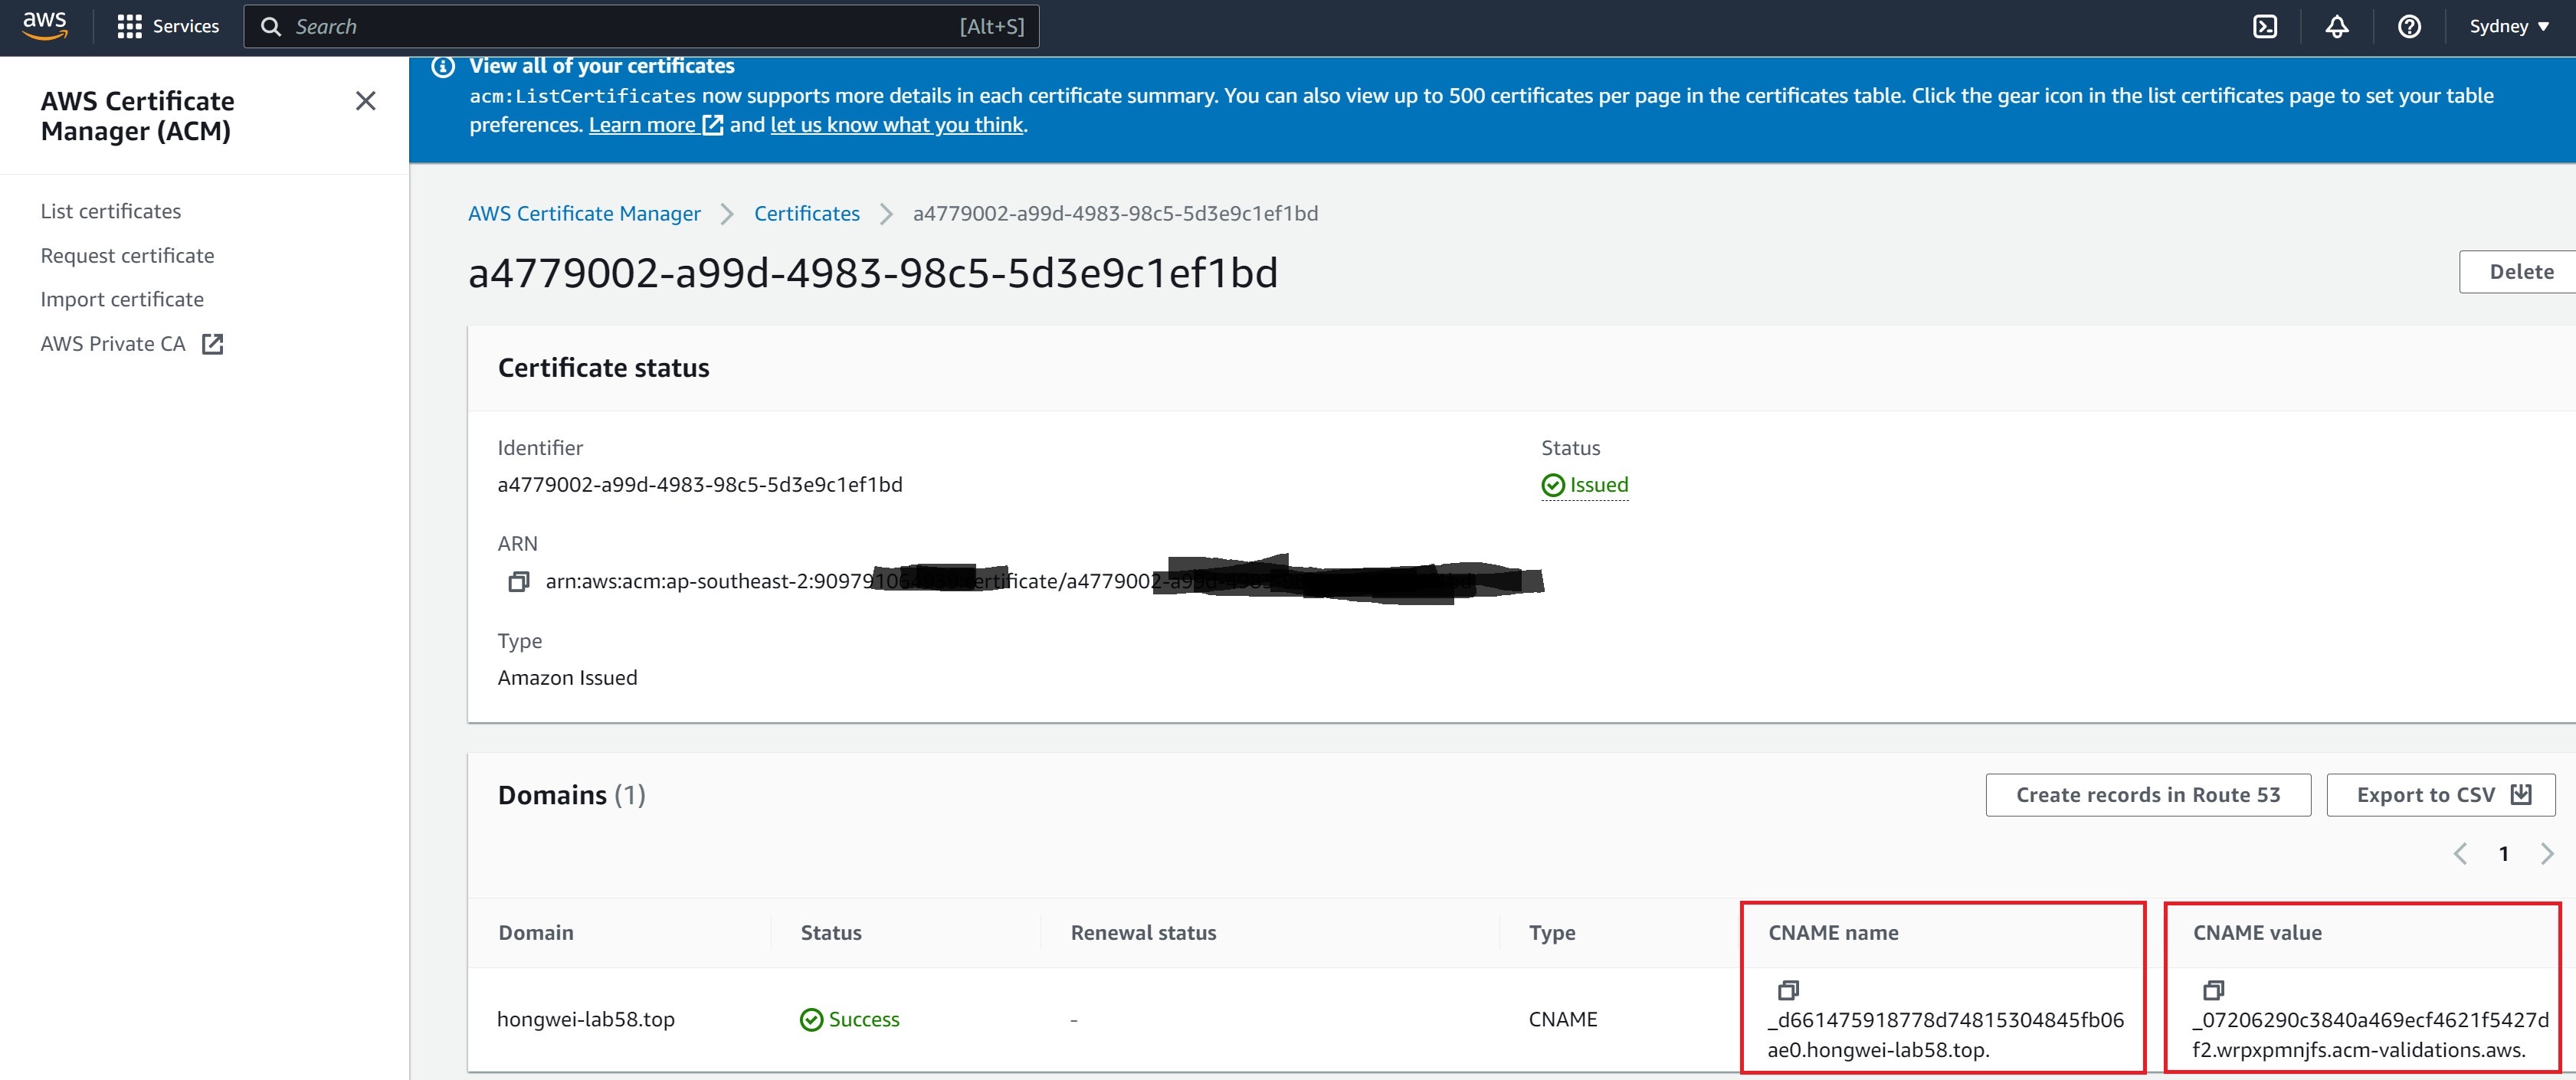 aws
Services
Search
[Alt+S]
Sydney
AWS Certificate
Manager (ACM)
List certificates
Request certificate
Import certificate
AWS Private CA
View all of your certificates
acm:ListCertificates now supports more details in each certificate summary. You can also view up to 500 certificates per page in the certificates table. Click the gear icon in the list certificates page to set your table
preferences. Learn more and let us know what you think.
AWS Certificate Manager > Certificates > a4779002-a99d-4983-98c5-5d3e9c1ef1bd
a4779002-a99d-4983-98c5-5d3e9c1ef1bd
Delete
Certificate status
Identifier
a4779002-a99d-4983-98c5-5d3e9c1ef1bd
Status
Issued
ARN
arn:aws:acm:ap-southeast-2:90979 certificate/a4779002-
Type
Amazon Issued
Domains (1)
Create records in Route 53
Export to CSV
1
Domain Status Renewal status Type CNAME name CNAME value
hongwei-lab58.top Success - CNAME
_d661475918778d74815304845fb06
ae0.hongwei-lab58.top.
_07206290c3840a469ecf4621f5427d
f2.wrpxpmnjfs.acm-validations.aws.